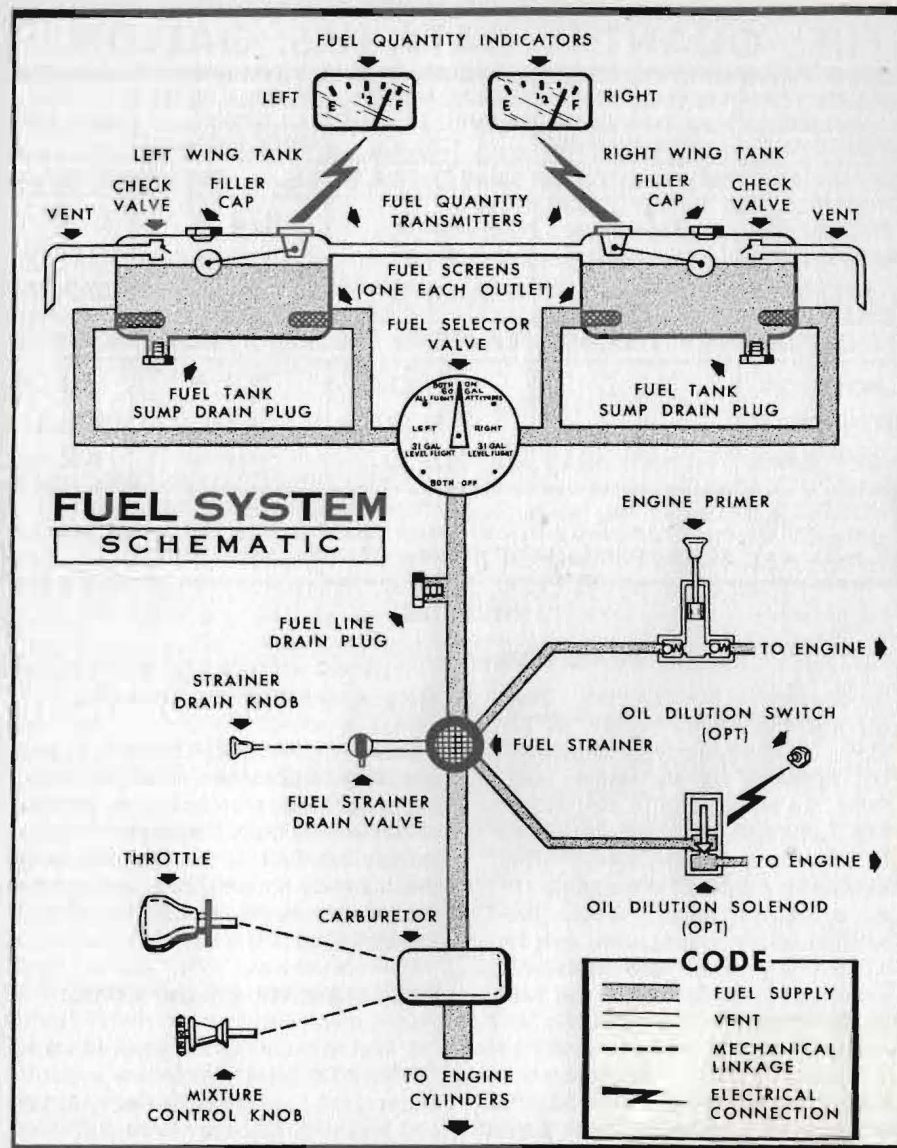 FUEL QUANTITY INDICATORS
LEFT
E 1/2 F
E 1/2 F
RIGHT
LEFT WING TANK
RIGHT WING TANK
VENT
CHECK
VALVE
FILLER
CAP
FUEL QUANTITY
TRANSMITTERS
FILLER
CAP
CHECK
VALVE
VENT
FUEL SCREENS
(ONE EACH OUTLET)
FUEL SELECTOR
VALVE
FUEL TANK
SUMP DRAIN PLUG
FUEL TANK
SUMP DRAIN PLUG
BOTH ON
60 GAL
ALL FLIGHT ATTITUDES
LEFT RIGHT
31 GAL 31 GAL
LEVEL FLIGHT LEVEL FLIGHT
BOTH OFF
FUEL SYSTEM
SCHEMATIC
ENGINE PRIMER
FUEL LINE
DRAIN PLUG
TO ENGINE
STRAINER
DRAIN KNOB
OIL DILUTION SWITCH
(OPT)
FUEL STRAINER
FUEL STRAINER
DRAIN VALVE
TO ENGINE
THROTTLE
CARBURETOR
OIL DILUTION SOLENOID
(OPT)
MIXTURE
CONTROL KNOB
TO ENGINE
CYLINDERS
CODE
FUEL SUPPLY
VENT
MECHANICAL
LINKAGE
ELECTRICAL
CONNECTION